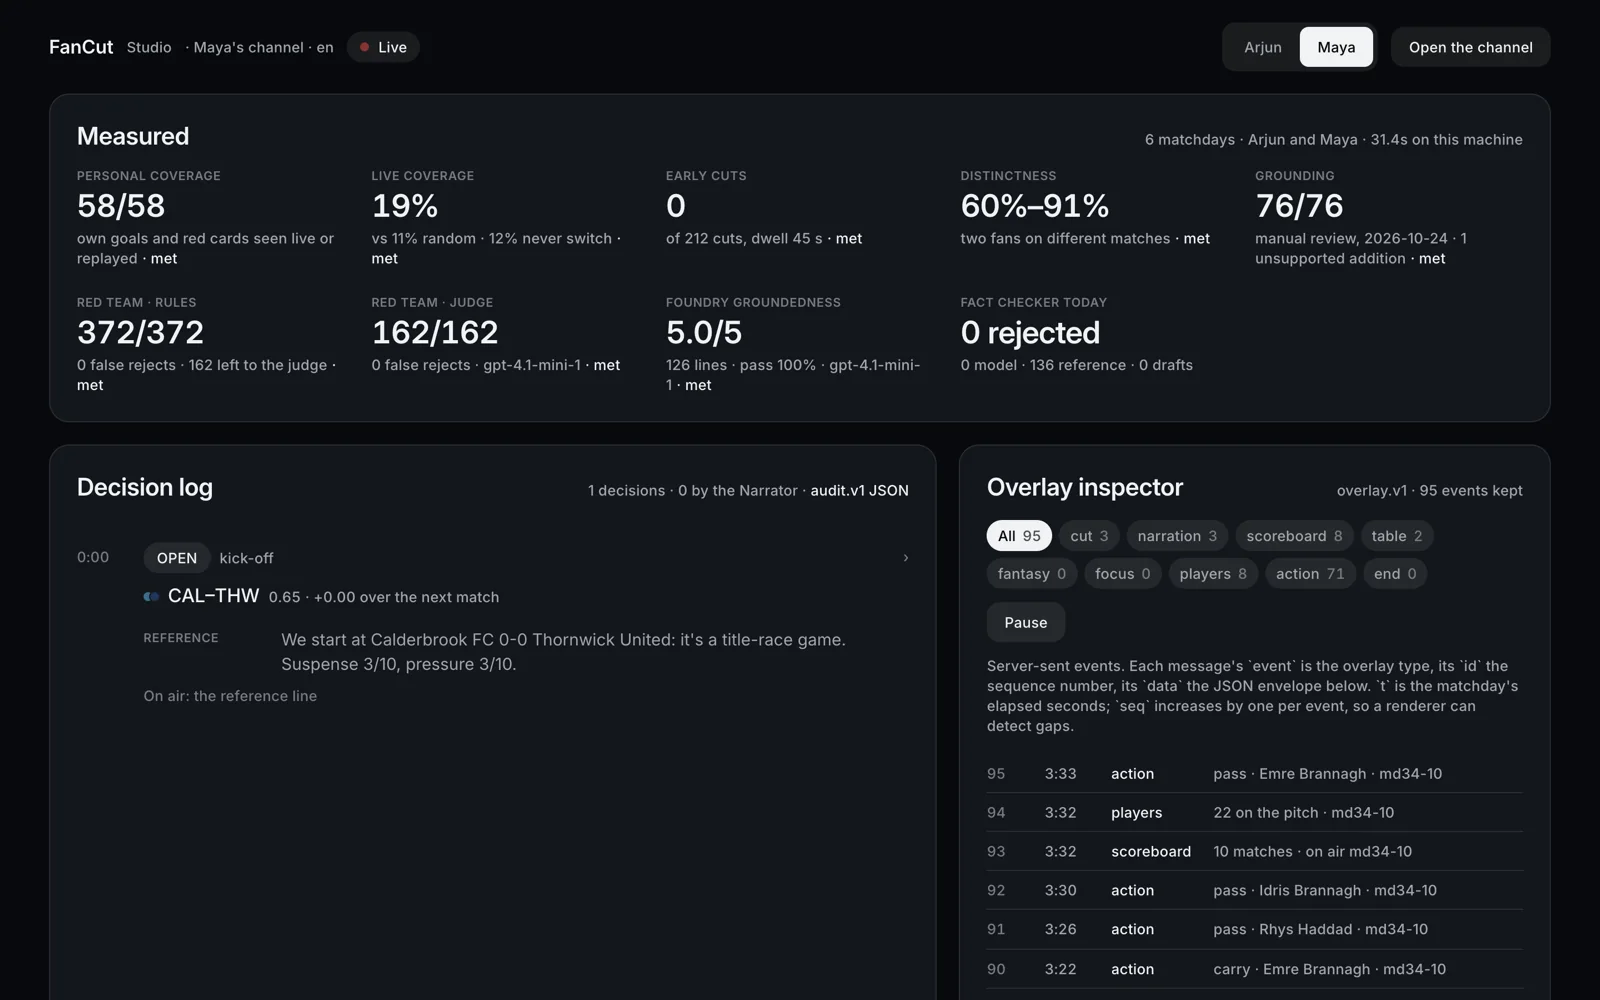 FanCut Studio · Maya's channel · en Live
Arjun Maya Open the channel
Measured
6 matchdays · Arjun and Maya · 31.4s on this machine
PERSONAL COVERAGE
58/58
own goals and red cards seen live or
replayed · met
LIVE COVERAGE
19%
vs 11% random · 12% never switch ·
met
EARLY CUTS
0
of 212 cuts, dwell 45 s · met
DISTINCTNESS
60%–91%
two fans on different matches · met
GROUNDING
76/76
manual review, 2026-10-24 · 1
unsupported addition · met
RED TEAM · RULES
372/372
0 false rejects · 162 left to the judge ·
met
RED TEAM · JUDGE
162/162
0 false rejects · gpt-4.1-mini-1 · met
FOUNDRY GROUNDEDNESS
5.0/5
126 lines · pass 100% · gpt-4.1-mini-
1 · met
FACT CHECKER TODAY
0 rejected
0 model · 136 reference · 0 drafts
Decision log
1 decisions · 0 by the Narrator · audit.v1 JSON
0:00 OPEN kick-off ›
CAL–THW 0.65 · +0.00 over the next match
REFERENCE We start at Calderbrook FC 0-0 Thornwick United: it's a title-race game.
Suspense 3/10, pressure 3/10.
On air: the reference line
Overlay inspector
overlay.v1 · 95 events kept
All 95 cut 3 narration 3 scoreboard 8 table 2
fantasy 0 focus 0 players 8 action 71 end 0
Pause
Server-sent events. Each message's `event` is the overlay type, its `id` the
sequence number, its `data` the JSON envelope below. `t` is the matchday's
elapsed seconds; `seq` increases by one per event, so a renderer can
detect gaps.
95 3:33 action pass · Emre Brannagh · md34-10
94 3:32 players 22 on the pitch · md34-10
93 3:32 scoreboard 10 matches · on air md34-10
92 3:30 action pass · Idris Brannagh · md34-10
91 3:26 action pass · Rhys Haddad · md34-10
90 3:22 action carry · Emre Brannagh · md34-10